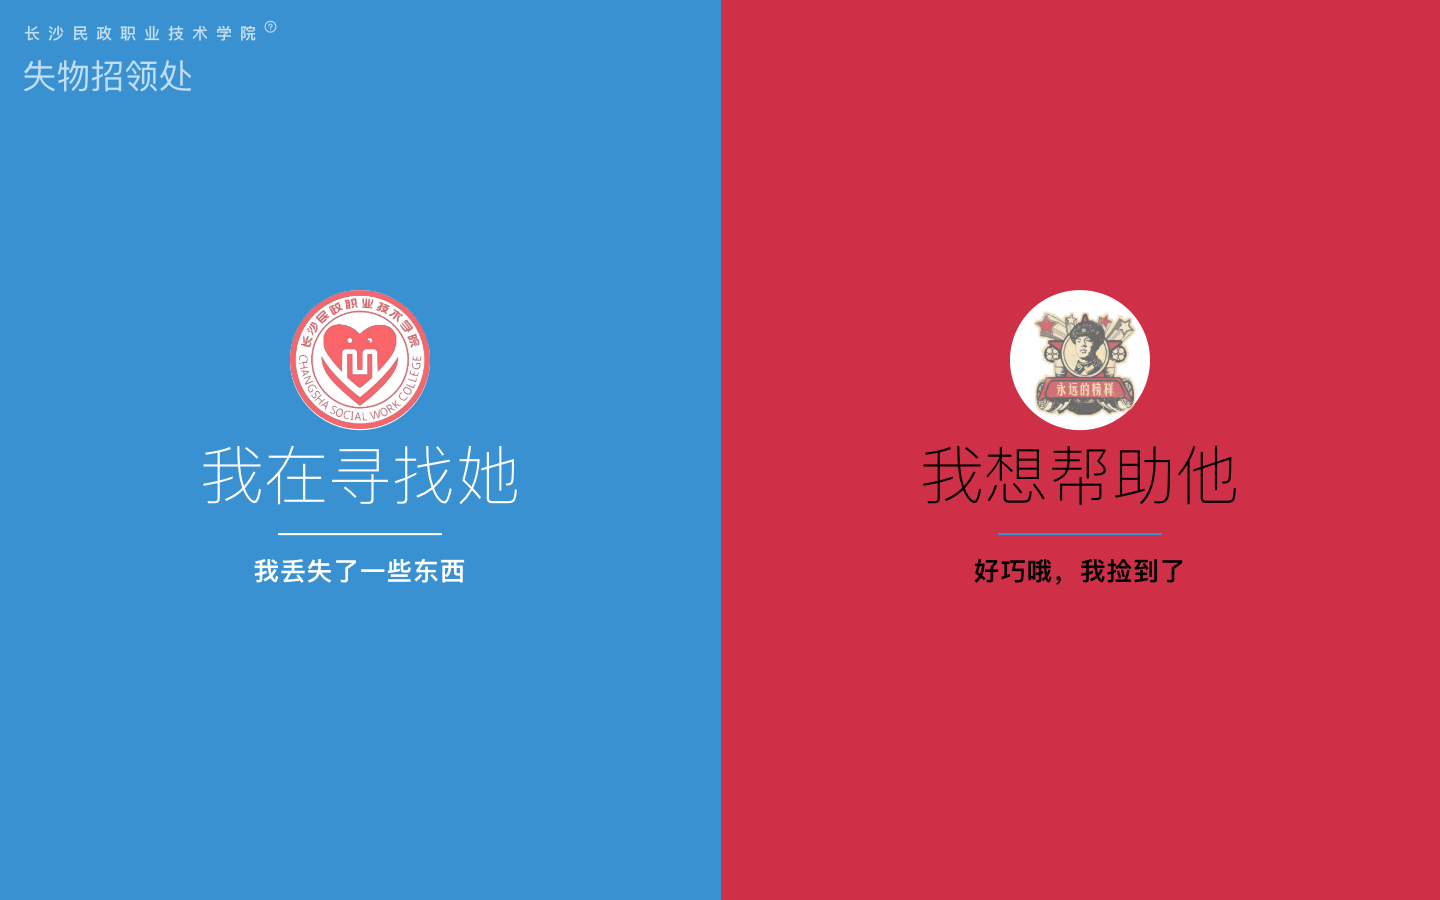 长沙民政职业技术学院?
失物招领处
长沙民政职业技术学院
CHANGSHA SOCIAL WORK COLLEGE
我在寻找她
我丢失了一些东西
永远的榜样
我想帮助他
好巧哦，我捡到了